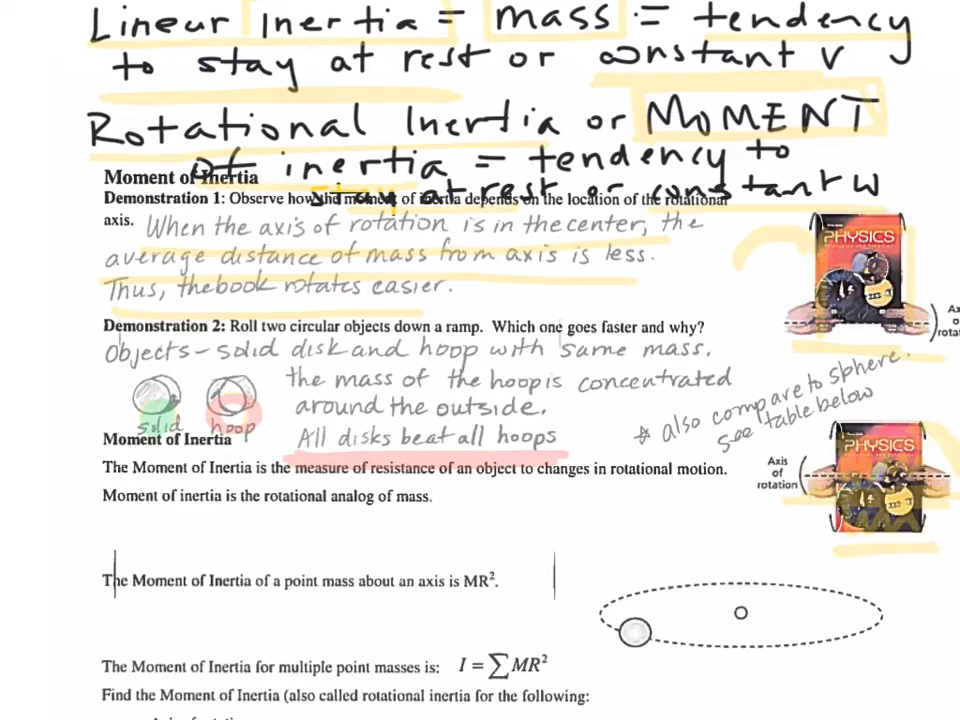 Linear Inertia = mass := tendency
to stay at rest or constant v
Rotational Inertia or MOMENT
of inertia = tendency to
Moment of Inertia
stay at rest or constant ω
Demonstration 1: Observe how the moment of inertia depends on the location of the rotational
axis. When the axis of rotation is in the center, the
average distance of mass from axis is less.
Thus, the book rotates easier.
PHYSICS
Axis
of
rotation
Demonstration 2: Roll two circular objects down a ramp. Which one goes faster and why?
Objects - solid disk and hoop with same mass.
the mass of the hoop is concentrated
around the outside.
solid hoop
All disks beat all hoops
* also compare to sphere.
see table below
PHYSICS
Axis
of
rotation
Moment of Inertia
The Moment of Inertia is the measure of resistance of an object to changes in rotational motion.
Moment of inertia is the rotational analog of mass.
The Moment of Inertia of a point mass about an axis is MR².
The Moment of Inertia for multiple point masses is: I = ∑MR²
Find the Moment of Inertia (also called rotational inertia for the following: